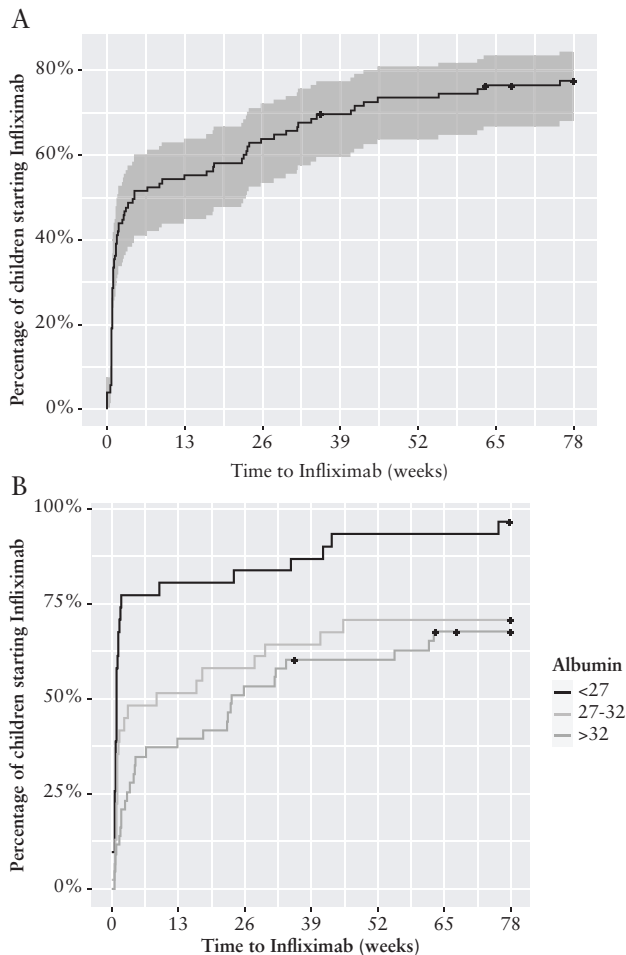 A
Percentage of children starting Infliximab
80%
60%
40%
20%
0%
0 13 26 39 52 65 78
Time to Infliximab (weeks)
B
Percentage of children starting Infliximab
100%
75%
50%
25%
0%
0 13 26 39 52 65 78
Time to Infliximab (weeks)
Albumin
<27
27-32
>32